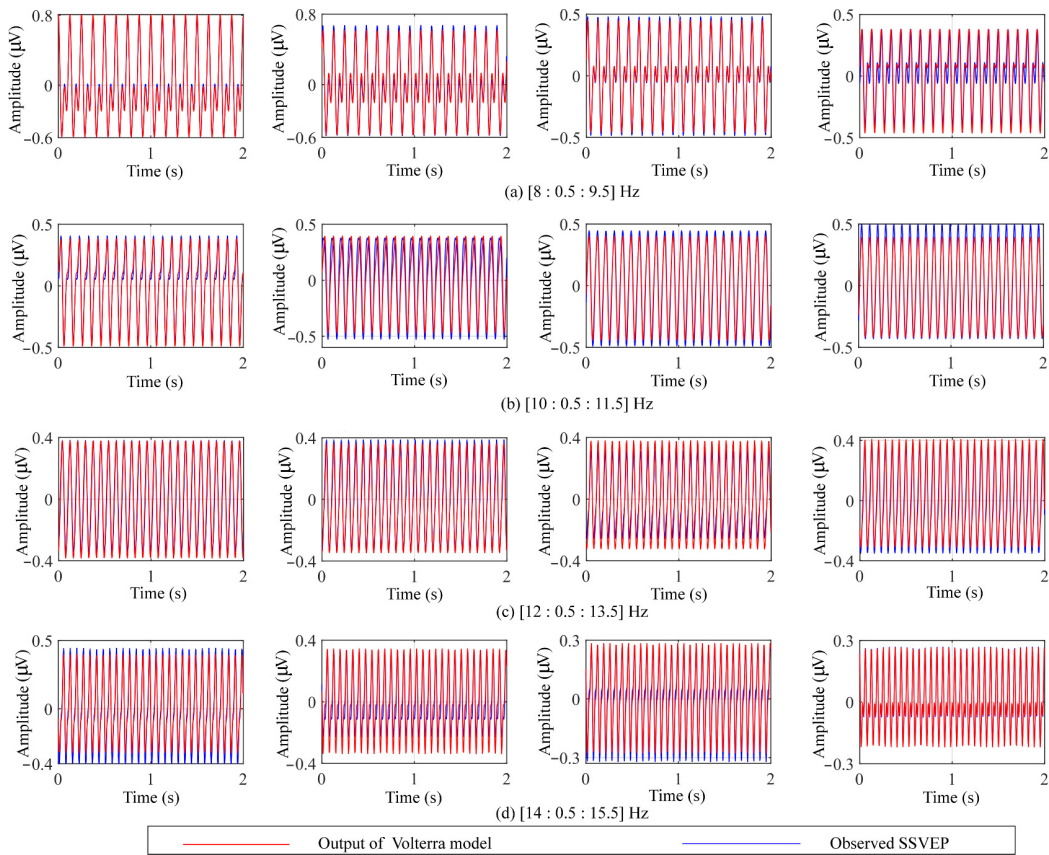 0.8
0
−0.6
Amplitude (µV)
0
1
2
Time (s)
0.8
0
−0.6
Amplitude (µV)
0
1
2
Time (s)
0.5
0
−0.5
Amplitude (µV)
0
1
2
Time (s)
0.5
0
−0.5
Amplitude (µV)
0
1
2
Time (s)
(a) [8 : 0.5 : 9.5] Hz
0.5
0
−0.5
Amplitude (µV)
0
1
2
Time (s)
0.5
0
−0.5
Amplitude (µV)
0
1
2
Time (s)
0.5
0
−0.5
Amplitude (µV)
0
1
2
Time (s)
0.5
0
−0.5
Amplitude (µV)
0
1
2
Time (s)
(b) [10 : 0.5 : 11.5] Hz
0.4
0
−0.4
Amplitude (µV)
0
1
2
Time (s)
0.4
0
−0.4
Amplitude (µV)
0
1
2
Time (s)
0.4
0
−0.4
Amplitude (µV)
0
1
2
Time (s)
0.4
0
−0.4
Amplitude (µV)
0
1
2
Time (s)
(c) [12 : 0.5 : 13.5] Hz
0.5
0
−0.4
Amplitude (µV)
0
1
2
Time (s)
0.4
0
−0.4
Amplitude (µV)
0
1
2
Time (s)
0.3
0
−0.3
Amplitude (µV)
0
1
2
Time (s)
0.3
0
−0.3
Amplitude (µV)
0
1
2
Time (s)
(d) [14 : 0.5 : 15.5] Hz
Output of Volterra model
Observed SSVEP